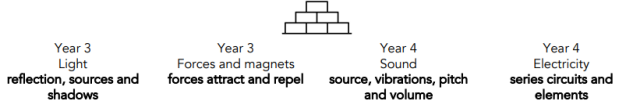 Year 3
Light
reflection, sources and
shadows
Year 3
Forces and magnets
forces attract and repel
Year 4
Sound
source, vibrations, pitch
and volume
Year 4
Electricity
series circuits and
elements